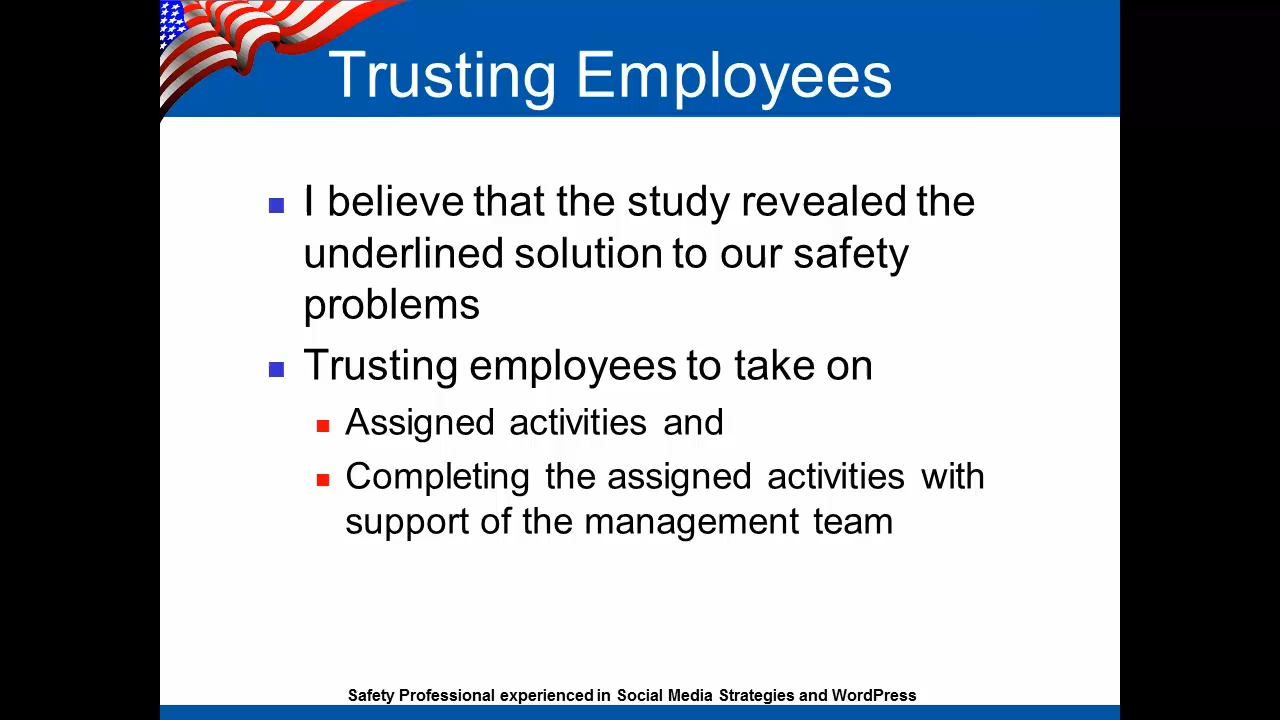 Trusting Employees
I believe that the study revealed the
underlined solution to our safety
problems
Trusting employees to take on
Assigned activities and
Completing the assigned activities with
support of the management team
Safety Professional experienced in Social Media Strategies and WordPress